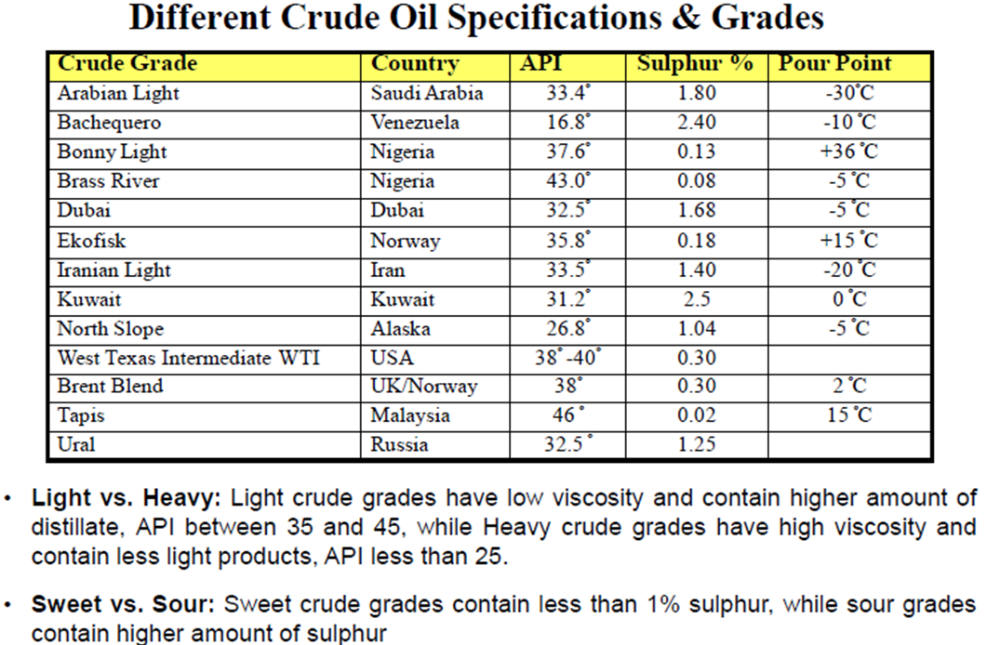 Different Crude Oil Specifications & Grades
Crude Grade Country API Sulphur % Pour Point
Arabian Light Saudi Arabia 33.4° 1.80 -30°C
Bachequero Venezuela 16.8° 2.40 -10°C
Bonny Light Nigeria 37.6° 0.13 +36°C
Brass River Nigeria 43.0° 0.08 -5°C
Dubai Dubai 32.5° 1.68 -5°C
Ekofisk Norway 35.8° 0.18 +15°C
Iranian Light Iran 33.5° 1.40 -20°C
Kuwait Kuwait 31.2° 2.5 0°C
North Slope Alaska 26.8° 1.04 -5°C
West Texas Intermediate WTI USA 38°-40° 0.30
Brent Blend UK/Norway 38° 0.30 2°C
Tapis Malaysia 46° 0.02 15°C
Ural Russia 32.5° 1.25
• Light vs. Heavy: Light crude grades have low viscosity and contain higher amount of
distillate, API between 35 and 45, while Heavy crude grades have high viscosity and
contain less light products, API less than 25.
• Sweet vs. Sour: Sweet crude grades contain less than 1% sulphur, while sour grades
contain higher amount of sulphur